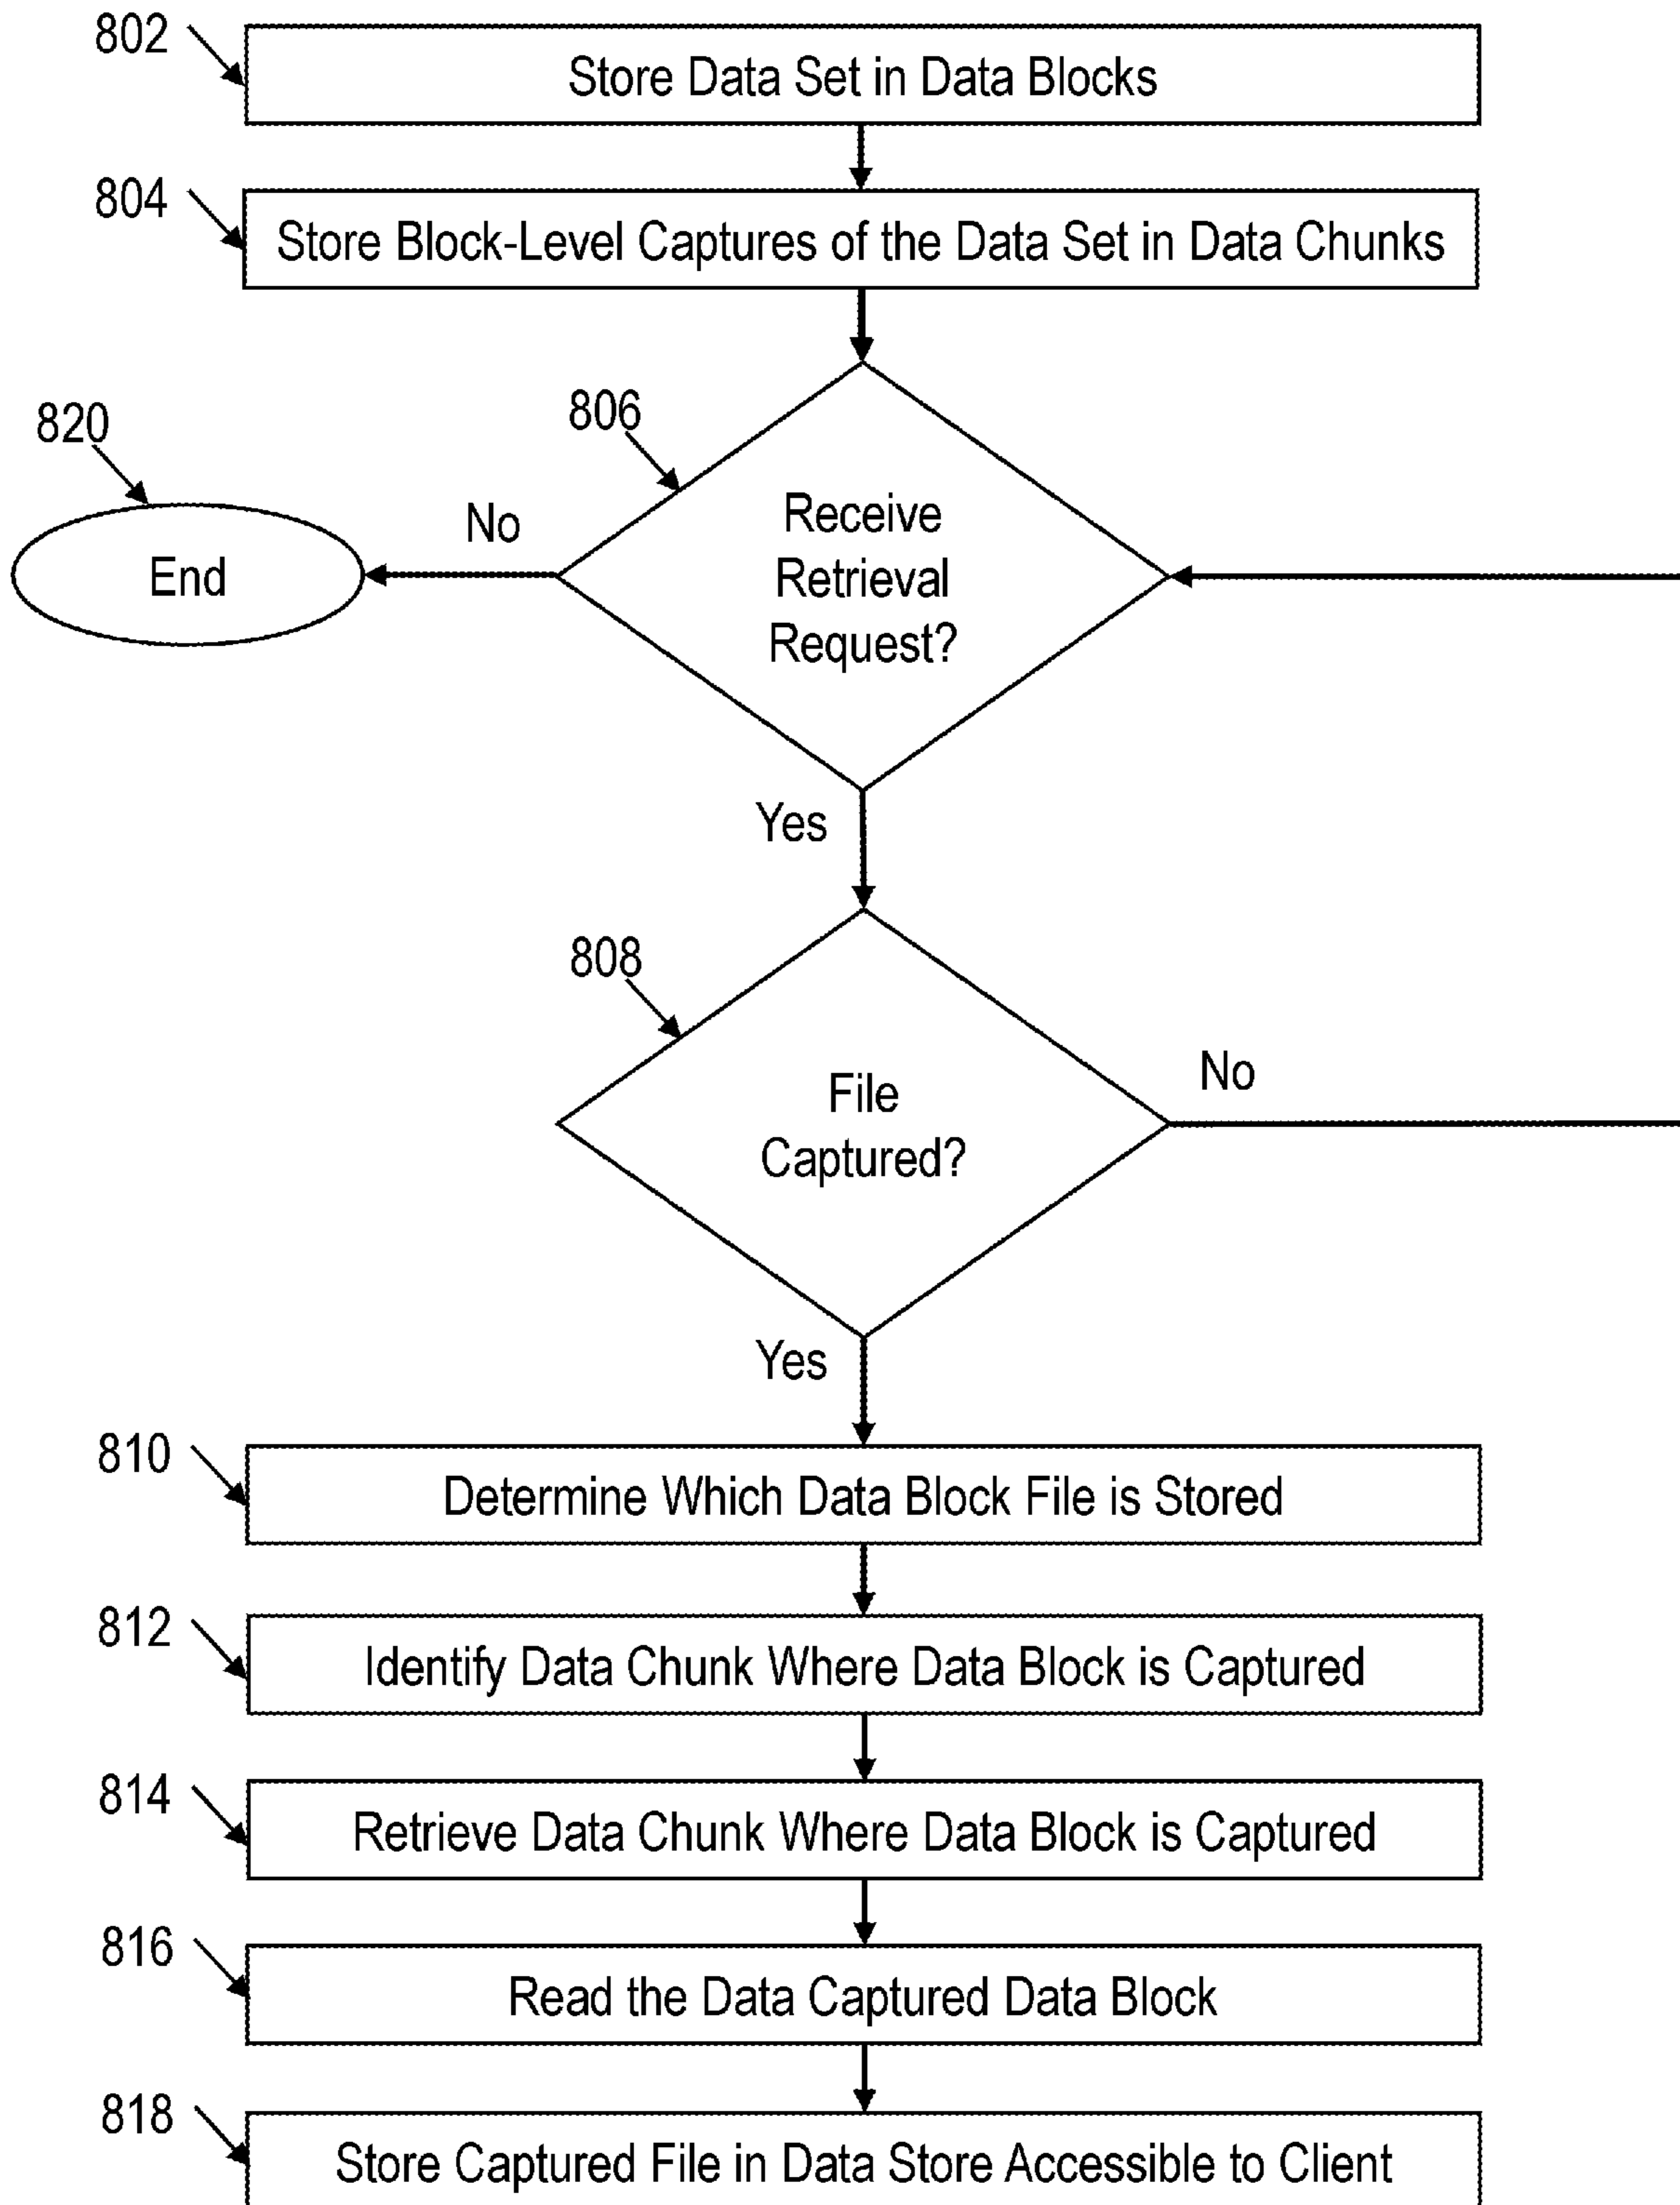 802
Store Data Set in Data Blocks
804
Store Block-Level Captures of the Data Set in Data Chunks
820
806
End
No
Receive
Retrieval
Request?
Yes
808
File
Captured?
No
Yes
810
Determine Which Data Block File is Stored
812
Identify Data Chunk Where Data Block is Captured
814
Retrieve Data Chunk Where Data Block is Captured
816
Read the Data Captured Data Block
818
Store Captured File in Data Store Accessible to Client